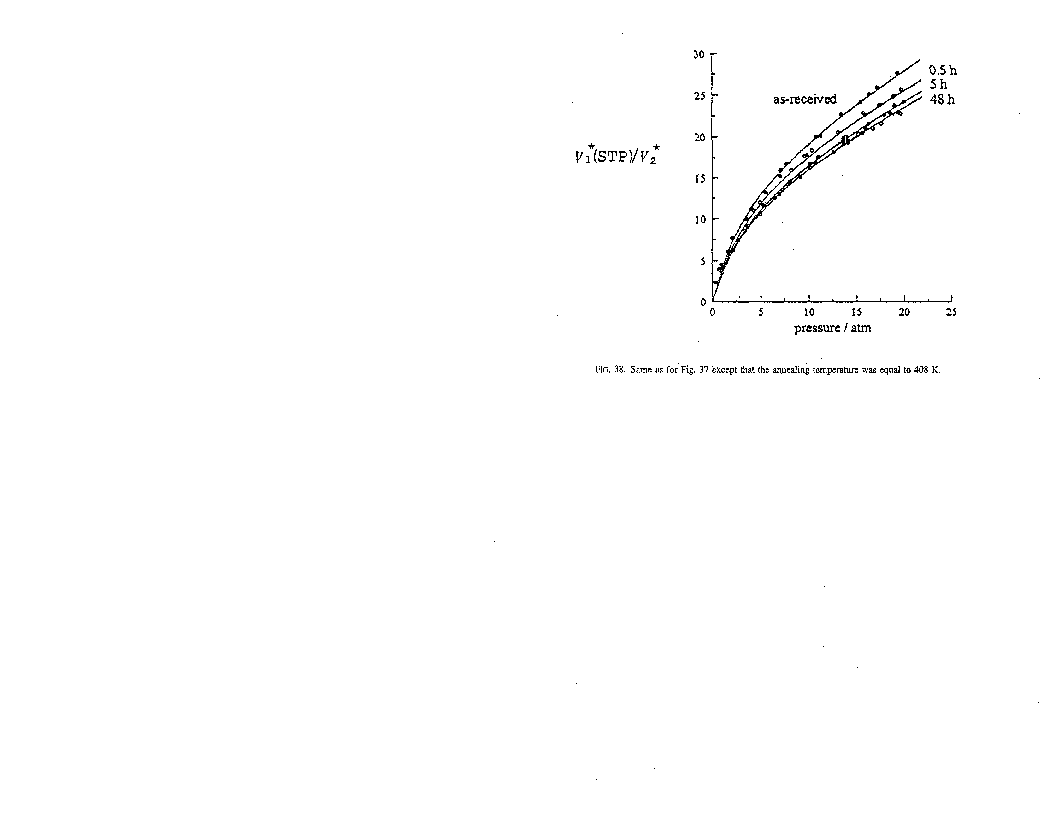 30
0.5 h
5 h
25
as-received
48 h
20
V₁*(STP)/V₂*
15
10
5
0
0 5 10 15 20 25
pressure / atm
FIG. 38. Same as for Fig. 37 except that the annealing temperature was equal to 408 K.